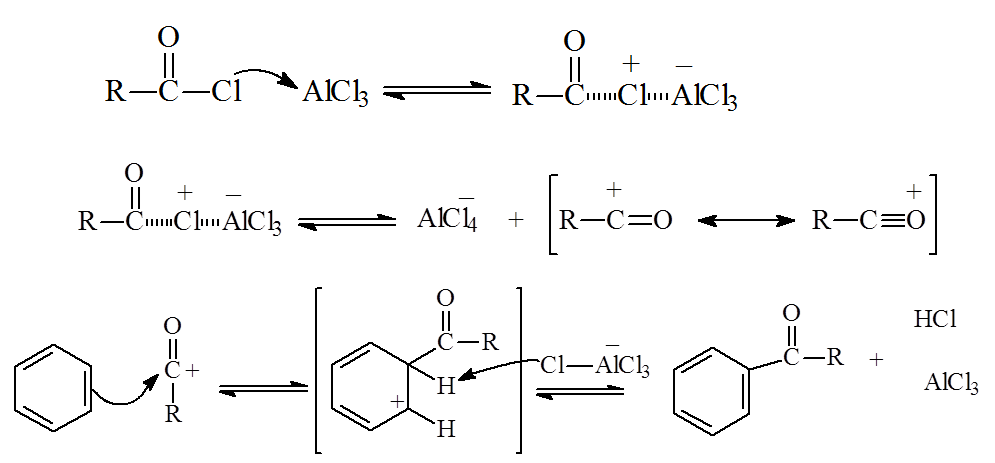 O O
R C Cl AlCl3 R C Cl AlCl3 + −
O
R C Cl AlCl3 + − AlCl4 − + R C O + R C O +
O O O HCl
C + R C R H + H Cl AlCl3 − C R + AlCl3